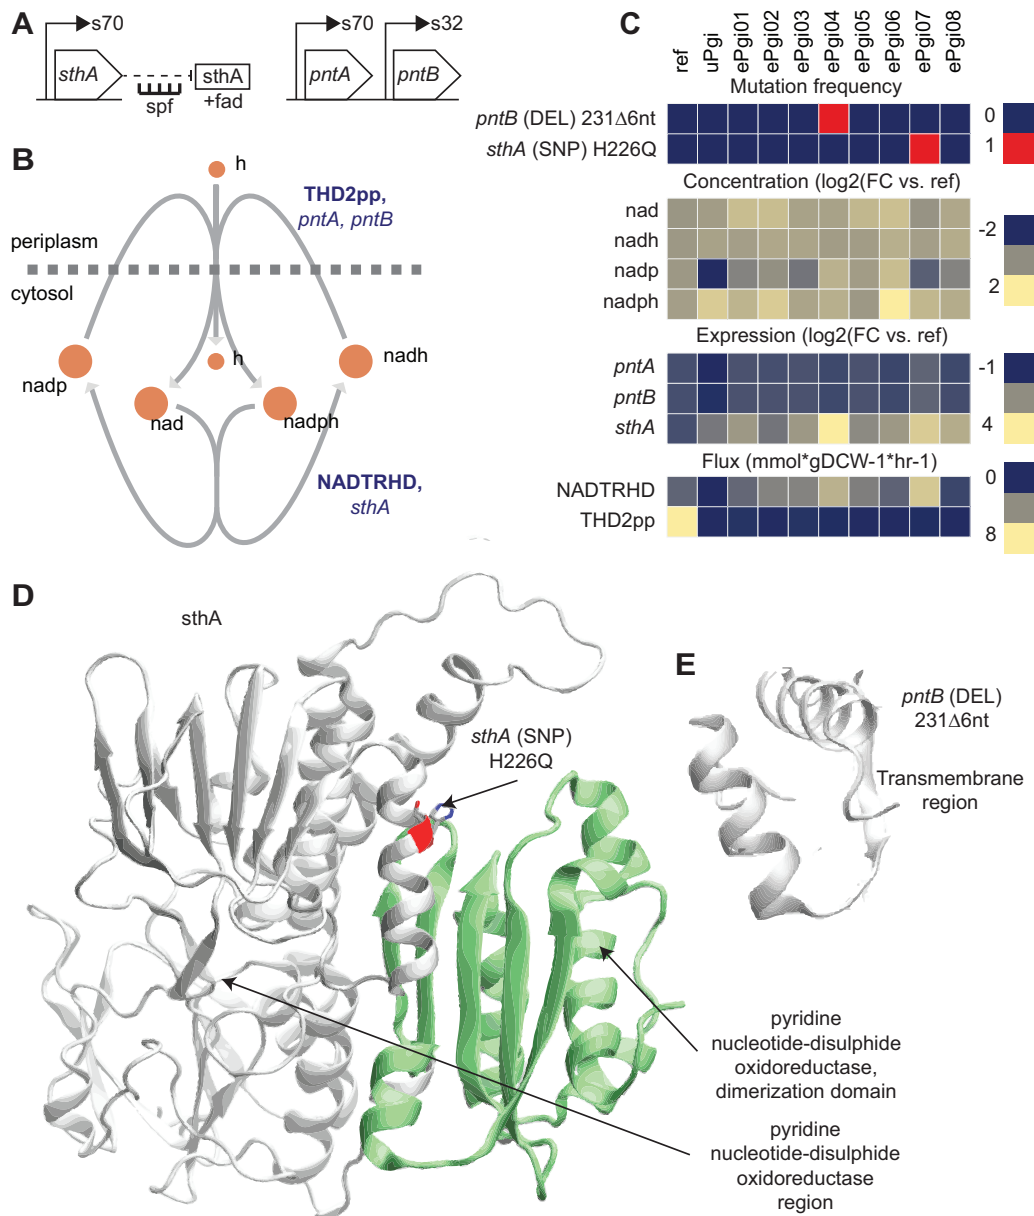 A
s70
sthA
sthA
spf
+fad
s70
s32
pntA
pntB
B
h
THD2pp,
pntA, pntB
periplasm
cytosol
nadp
nadh
h
nad
nadph
NADTRHD,
sthA
C
ref
uPgi
ePgi01
ePgi02
ePgi03
ePgi04
ePgi05
ePgi06
ePgi07
ePgi08
Mutation frequency
pntB (DEL) 231Δ6nt
sthA (SNP) H226Q
0
1
Concentration (log2(FC vs. ref)
nad
nadh
nadp
nadph
-2
2
Expression (log2(FC vs. ref)
pntA
pntB
sthA
-1
4
Flux (mmol*gDCW-1*hr-1)
NADTRHD
THD2pp
0
8
D
sthA
sthA (SNP)
H226Q
pyridine
nucleotide-disulphide
oxidoreductase,
dimerization domain
pyridine
nucleotide-disulphide
oxidoreductase
region
E
pntB (DEL)
231Δ6nt
Transmembrane
region